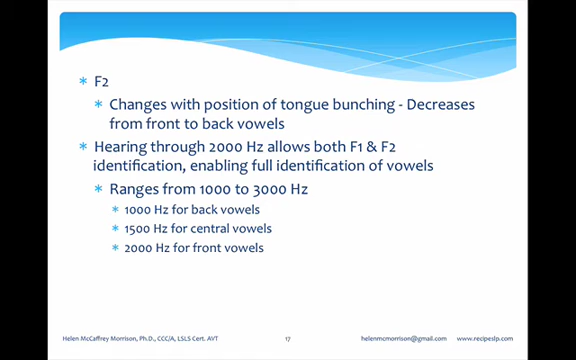 * F2
* Changes with position of tongue bunching - Decreases
from front to back vowels
* Hearing through 2000 Hz allows both F1 & F2
identification, enabling full identification of vowels
* Ranges from 1000 to 3000 Hz
* 1000 Hz for back vowels
* 1500 Hz for central vowels
* 2000 Hz for front vowels
Helen McCaffrey Morrison, Ph.D., CCC/A, LSLS Cert. AVT 17 helenmcmorrison@gmail.com www.recipeslp.com